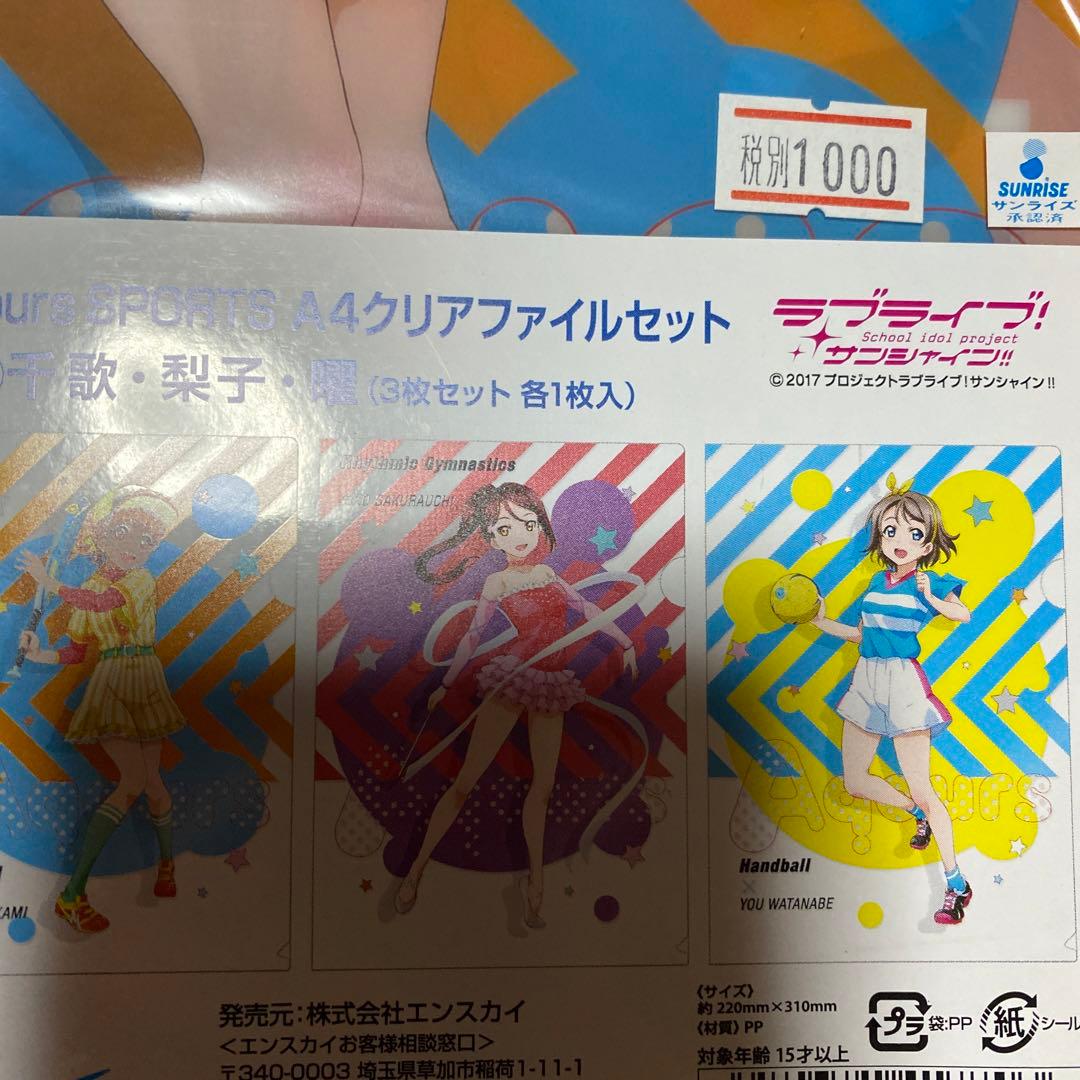 税別1000
SUNRISE
サンライズ
承認済
ours SPORTS A4クリアファイルセット
千歌・梨子・曜(3枚セット 各1枚入)
ラブライブ!
School idol project
サンシャイン!!
©2017 プロジェクトラブライブ!サンシャイン!!
Rhythmic Gymnastics
SAKURAUCHI
Aqours
Handball
×
YOU WATANABE
KAMI
発売元:株式会社エンスカイ
<エンスカイお客様相談窓口>
〒340-0003 埼玉県草加市稲荷1-11-1
《サイズ》
約 220mm×310mm
《材質》PP
対象年齢 15才以上
プラ
袋:PP
紙
シール